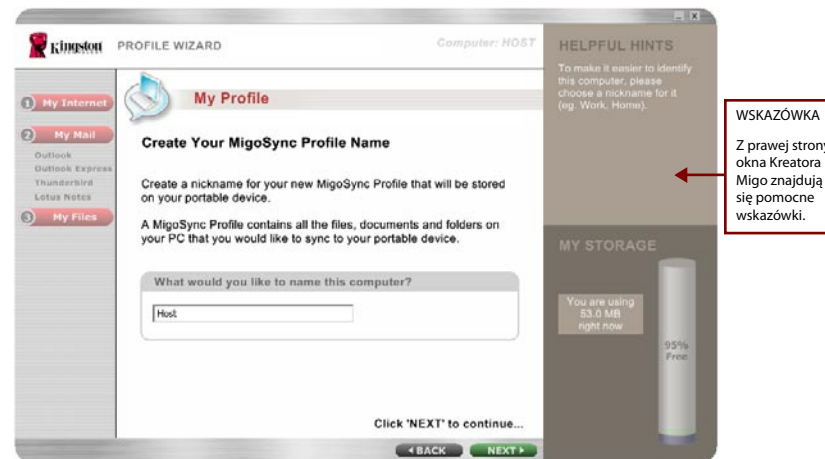 Kingston
PROFILE WIZARD
Computer: HOST
1 My Internet
2 My Mail
Outlook
Outlook Express
Thunderbird
Lotus Notes
3 My Files
My Profile
Create Your MigoSync Profile Name
Create a nickname for your new MigoSync Profile that will be stored
on your portable device.
A MigoSync Profile contains all the files, documents and folders on
your PC that you would like to sync to your portable device.
What would you like to name this computer?
Host
Click 'NEXT' to continue...
BACK
NEXT
HELPFUL HINTS
To make it easier to identify
this computer, please
choose a nickname for it
(eg. Work, Home).
MY STORAGE
You are using
53.0 MB
right now
95%
Free
WSKAZÓWKA
Z prawej strony
okna Kreatora
Migo znajdują
się pomocne
wskazówki.